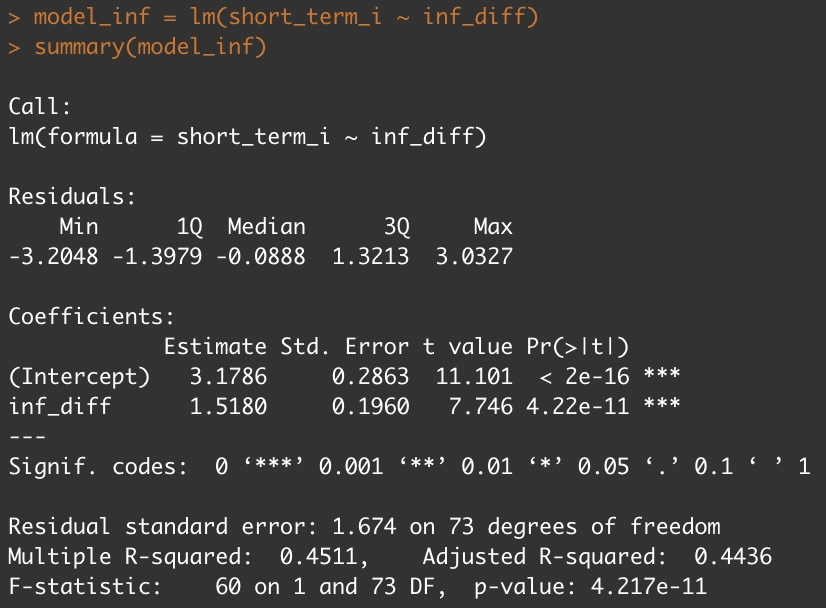 > model_inf = lm(short_term_i ~ inf_diff)
> summary(model_inf)

Call:
lm(formula = short_term_i ~ inf_diff)

Residuals:
    Min      1Q  Median      3Q     Max
-3.2048 -1.3979 -0.0888  1.3213  3.0327

Coefficients:
            Estimate Std. Error t value Pr(>|t|)
(Intercept)   3.1786     0.2863  11.101  < 2e-16 ***
inf_diff      1.5180     0.1960   7.746 4.22e-11 ***
---
Signif. codes:  0 ‘***’ 0.001 ‘**’ 0.01 ‘*’ 0.05 ‘.’ 0.1 ‘ ’ 1

Residual standard error: 1.674 on 73 degrees of freedom
Multiple R-squared:  0.4511,    Adjusted R-squared:  0.4436
F-statistic:    60 on 1 and 73 DF,  p-value: 4.217e-11